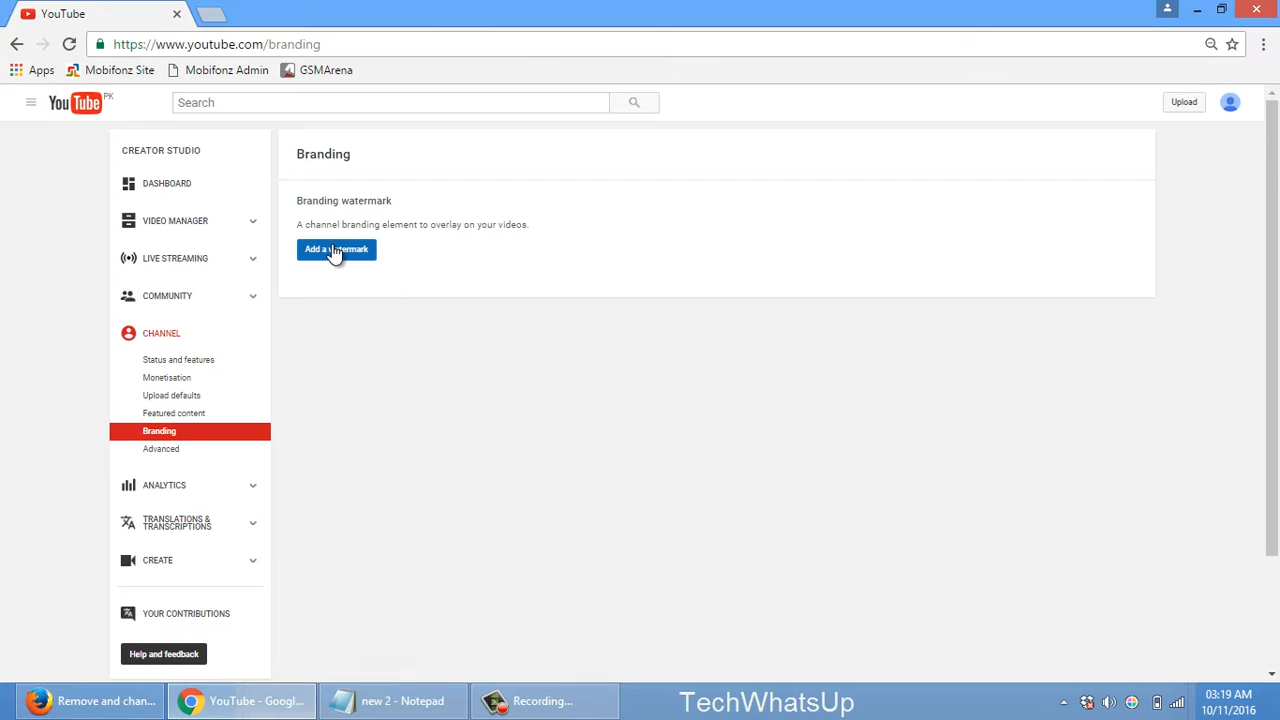 YouTube
https://www.youtube.com/branding
Apps
Mobifonz Site
Mobifonz Admin
GSMArena
YouTube PK
Search
Upload
CREATOR STUDIO
DASHBOARD
VIDEO MANAGER
LIVE STREAMING
COMMUNITY
CHANNEL
Status and features
Monetisation
Upload defaults
Featured content
Branding
Advanced
ANALYTICS
TRANSLATIONS &
TRANSCRIPTIONS
CREATE
YOUR CONTRIBUTIONS
Help and feedback
Branding
Branding watermark
A channel branding element to overlay on your videos.
Add a watermark
Remove and chan...
YouTube - Googl...
new 2 - Notepad
Recording...
TechWhatsUp
03:19 AM
10/11/2016